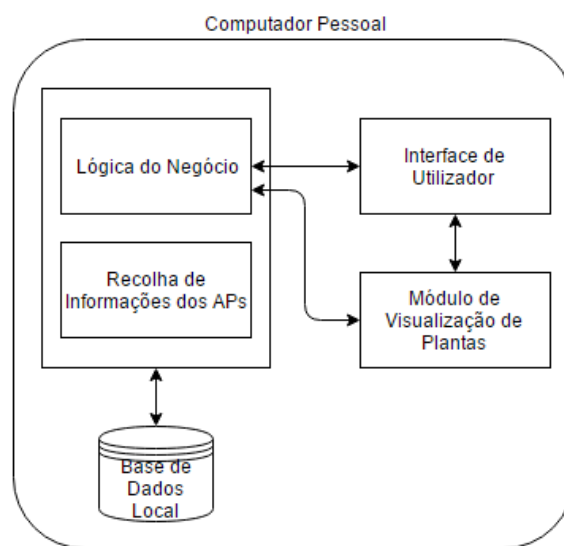 Computador Pessoal
Lógica do Negócio
Interface de
Utilizador
Recolha de
Informações dos APs
Módulo de
Visualização de
Plantas
Base de
Dados
Local